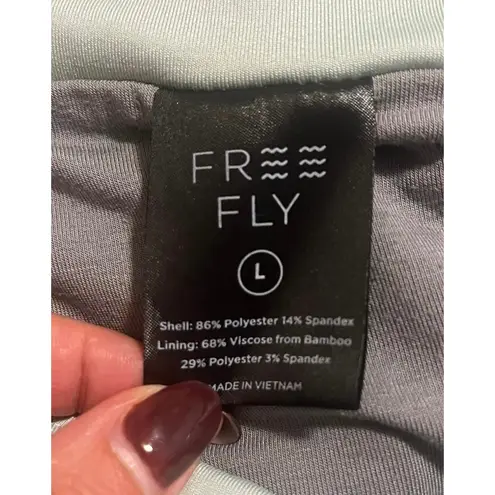 FREE
FLY
L
Shell: 86% Polyester 14% Spandex
Lining: 68% Viscose from Bamboo
29% Polyester 3% Spandex
MADE IN VIETNAM